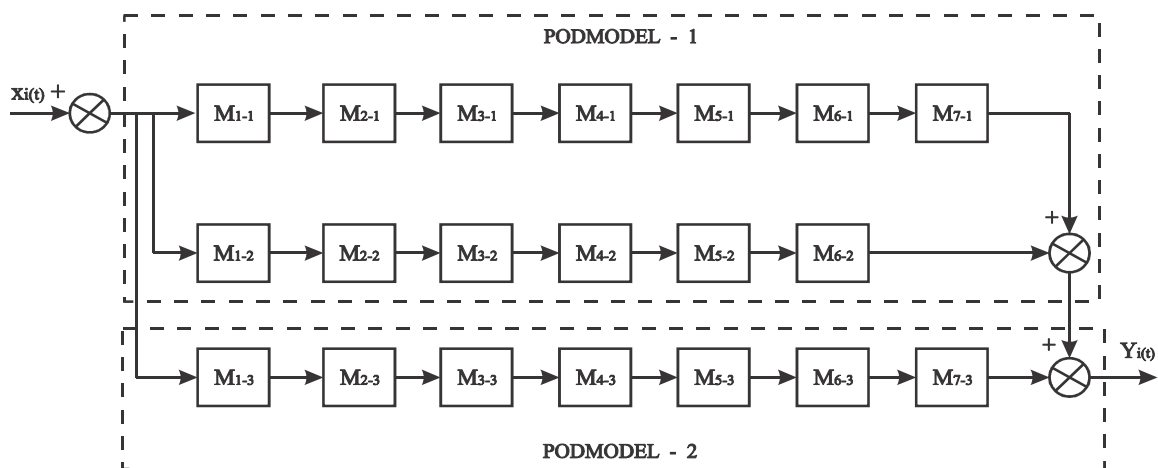 PODMODEL - 1
xi(t) +
M1-1 M2-1 M3-1 M4-1 M5-1 M6-1 M7-1
+
M1-2 M2-2 M3-2 M4-2 M5-2 M6-2
+
Yi(t)
M1-3 M2-3 M3-3 M4-3 M5-3 M6-3 M7-3
PODMODEL - 2